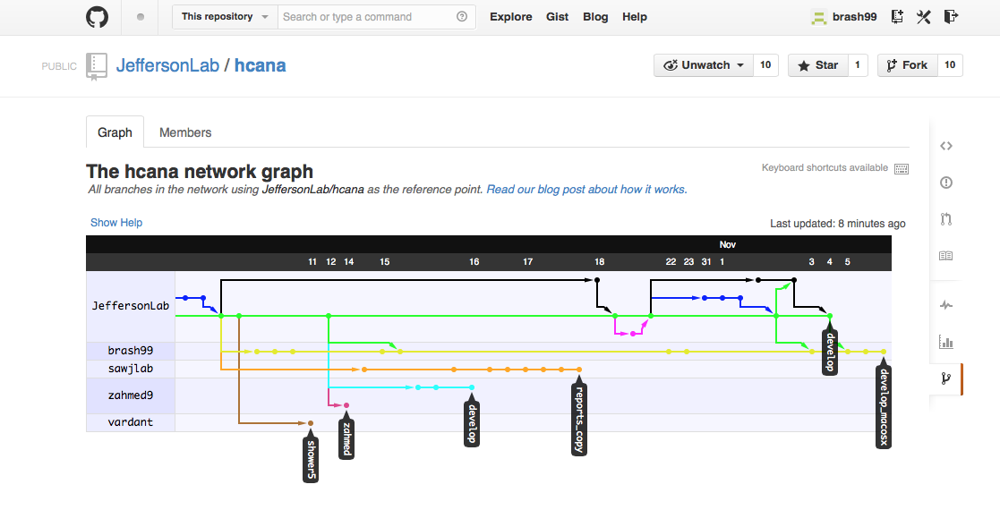 This repository Search or type a command Explore Gist Blog Help brash99
PUBLIC JeffersonLab / hcana Unwatch 10 Star 1 Fork 10
Graph Members
The hcana network graph Keyboard shortcuts available
All branches in the network using JeffersonLab/hcana as the reference point. Read our blog post about how it works.
Show Help Last updated: 8 minutes ago
Nov
11 12 14 15 16 17 18 22 23 31 1 3 4 5
JeffersonLab
brash99
sawjlab
zahmed9
vardant
develop
develop_macosx
reports_copy
develop
zahmed
shower5